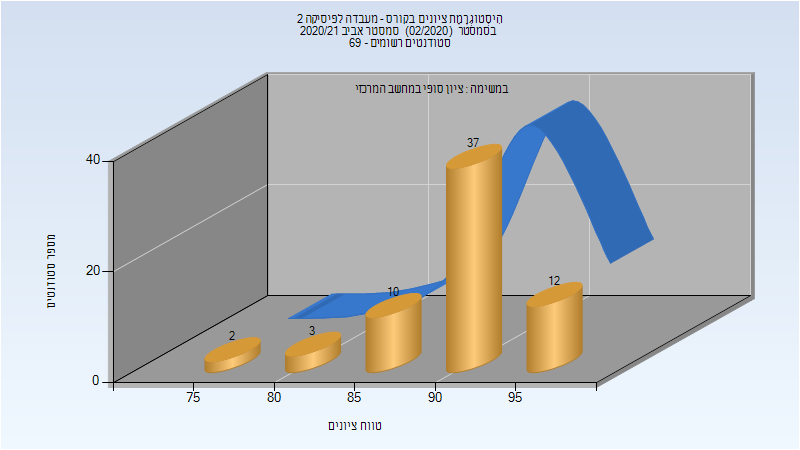 היסטוגרמת ציונים בקורס - מעבדה לפיסיקה 2
בסמסטר (02/2020) סמסטר אביב 2020/21
סטודנטים רשומים - 69
במשימה : ציון סופי במחשב המרכזי
37
40
מספר סטודנטים
20
12
10
3
2
0
75
80
85
90
95
טווח ציונים